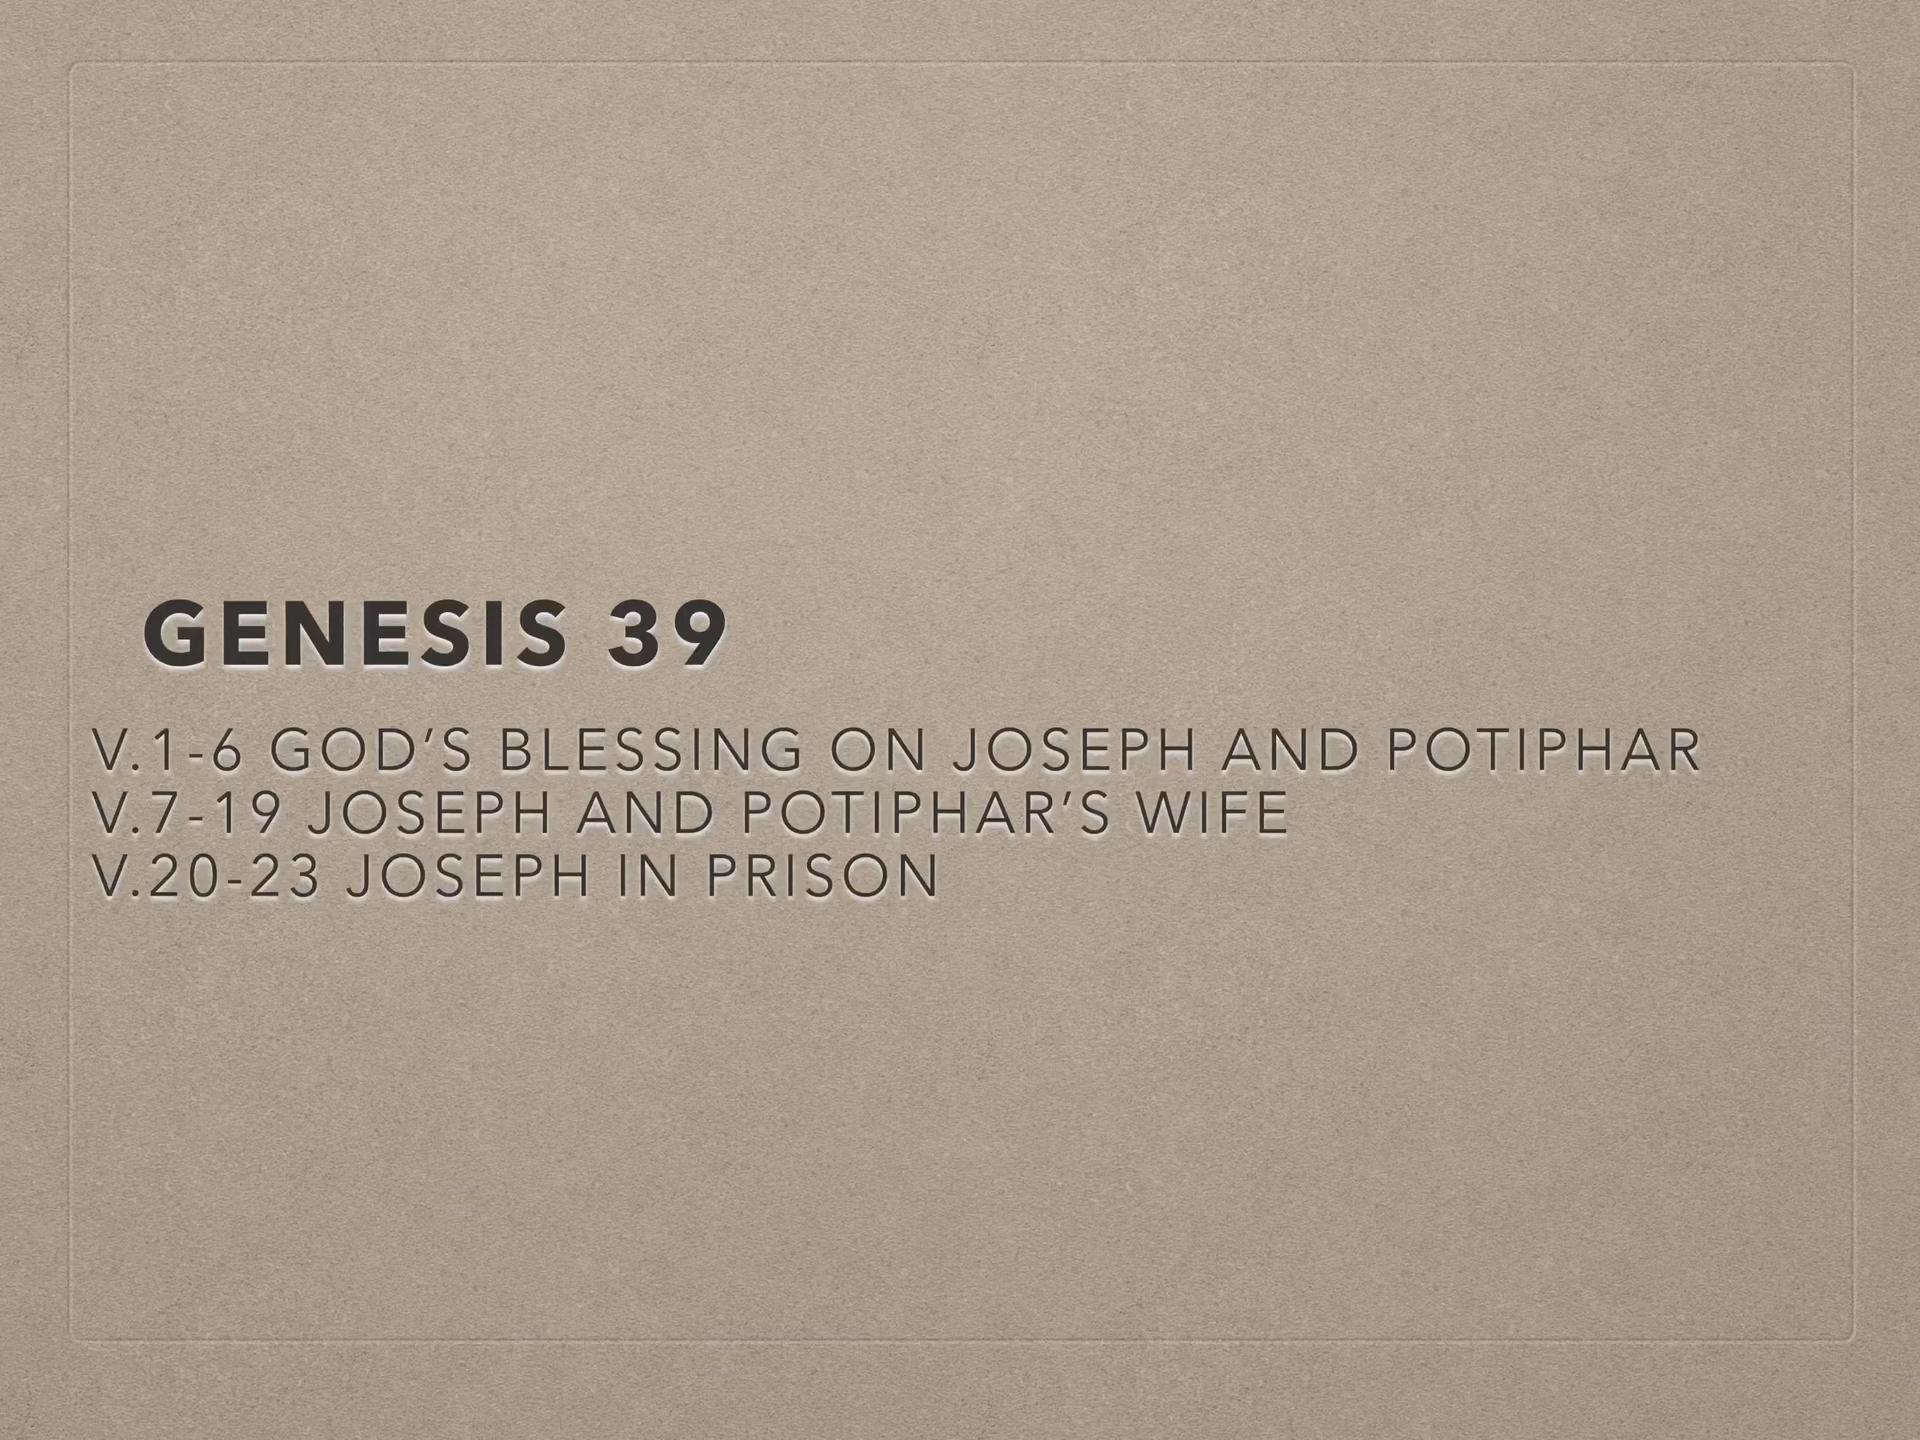 GENESIS 39
V.1-6 GOD’S BLESSING ON JOSEPH AND POTIPHAR
V.7-19 JOSEPH AND POTIPHAR’S WIFE
V.20-23 JOSEPH IN PRISON